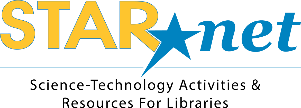 STAR net
Science-Technology Activities &
Resources For Libraries